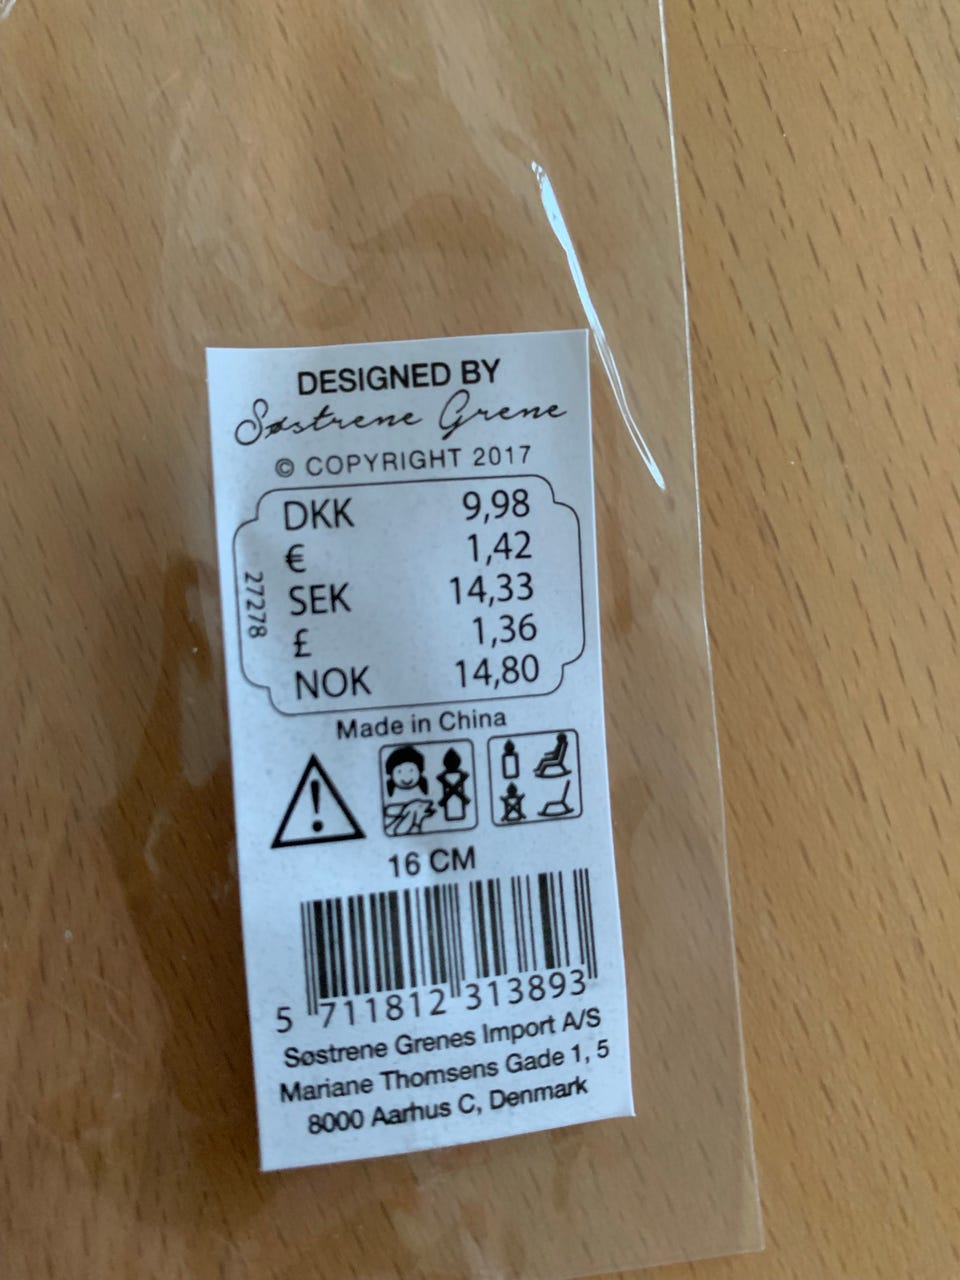 DESIGNED BY
Søstrene Grene
© COPYRIGHT 2017
DKK 9,98
€ 1,42
SEK 14,33
£ 1,36
NOK 14,80
27278
Made in China
16 CM
5 711812 313893
Søstrene Grenes Import A/S
Mariane Thomsens Gade 1, 5
8000 Aarhus C, Denmark